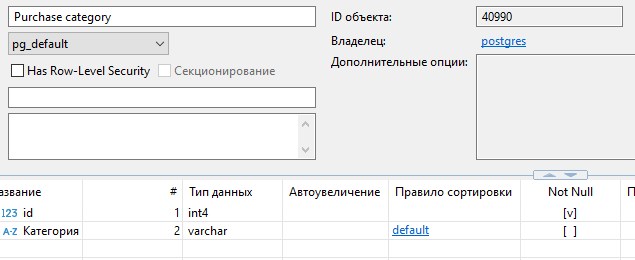 Purchase category
ID объекта: 40990
pg_default
Владелец: postgres
Has Row-Level Security Секционирование
Дополнительные опции:
азвание # Тип данных Автоувеличение Правило сортировки Not Null П
123 id 1 int4 [v]
A-Z Категория 2 varchar default [ ]